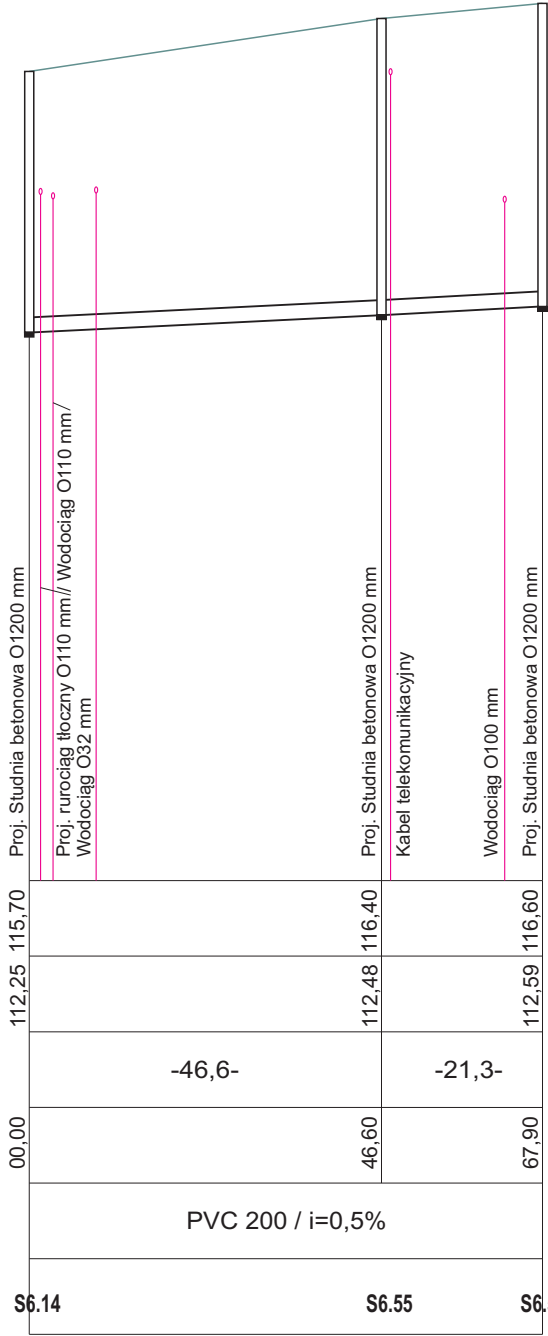 Proj. Studnia betonowa O1200 mm
Proj. rurociąg tłoczny O110 mm// Wodociąg O110 mm/
Wodociąg O32 mm
Proj. Studnia betonowa O1200 mm
Kabel telekomunikacyjny
Wodociąg O100 mm
Proj. Studnia betonowa O1200 mm
115,70 116,40 116,60
112,25 112,48 112,59
-46,6- -21,3-
00,00 46,60 67,90
PVC 200 / i=0,5%
S6.14 S6.55